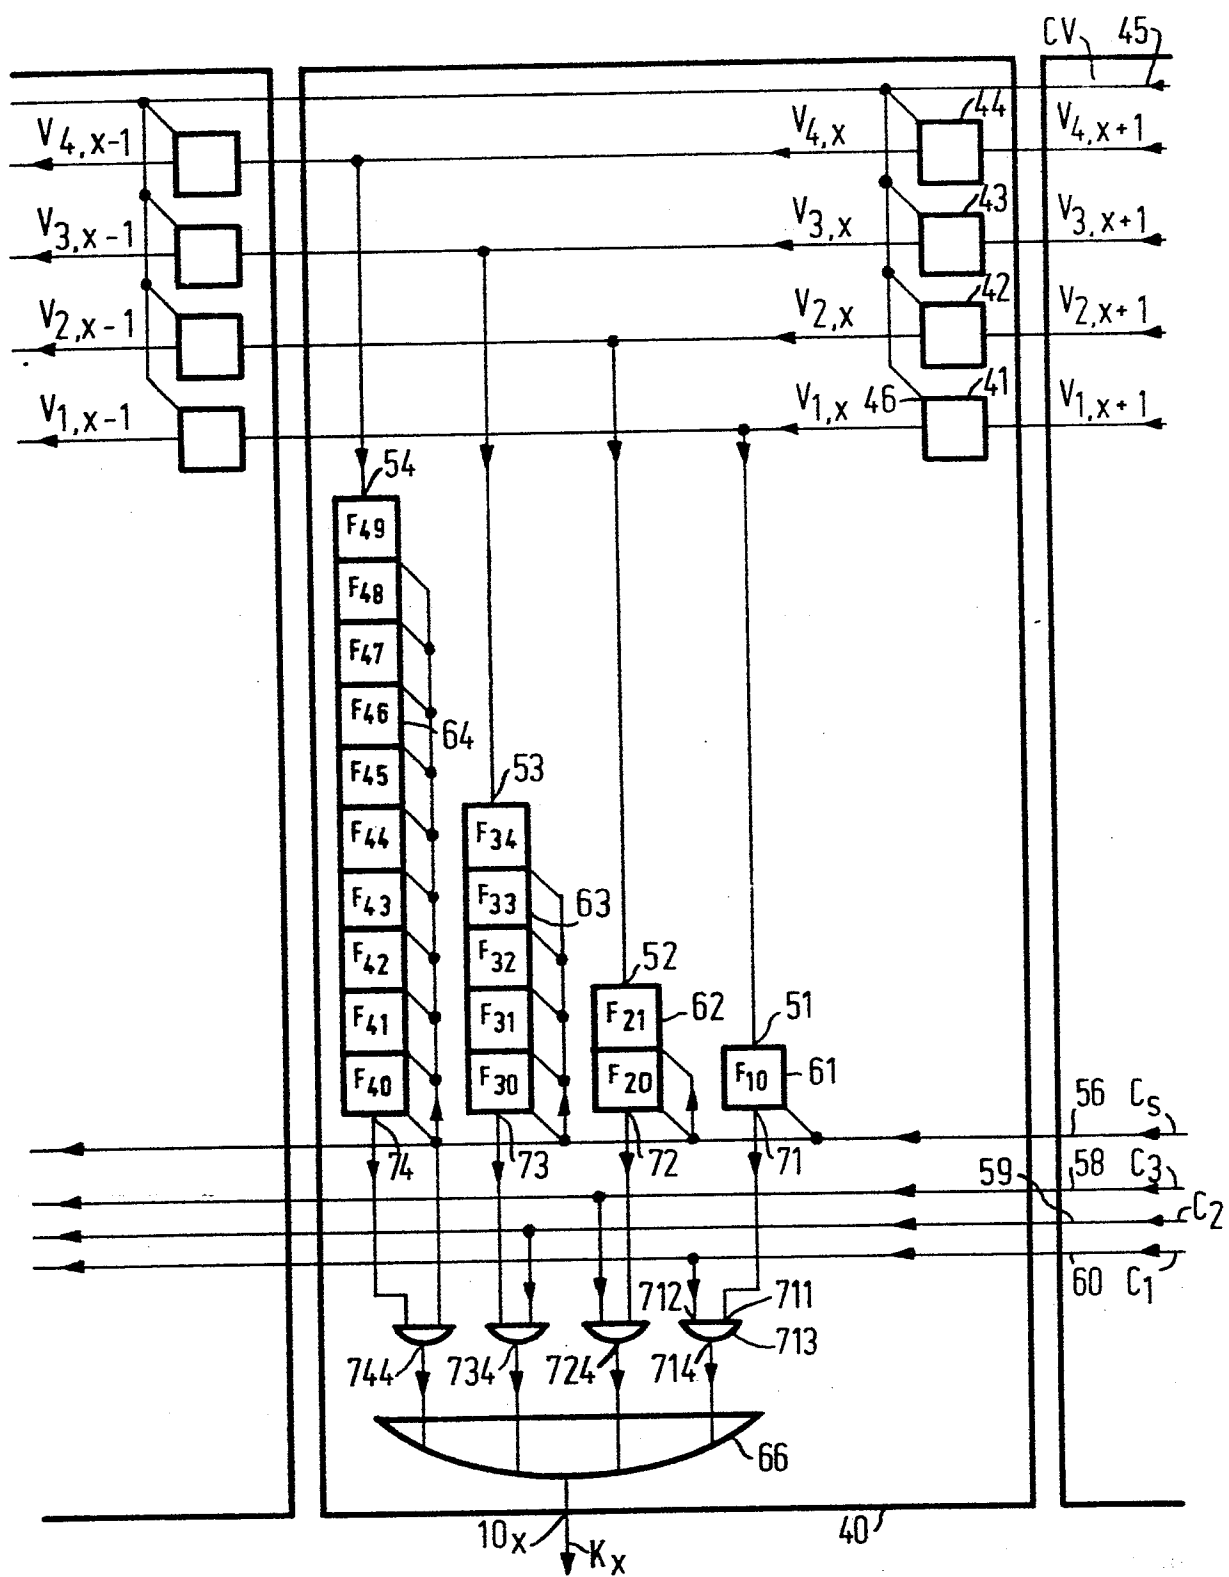 CV 45
V4,x-1 V4,x 44 V4,x+1
V3,x-1 V3,x 43 V3,x+1
V2,x-1 V2,x 42 V2,x+1
V1,x-1 V1,x 46 41 V1,x+1
54
F49
F48
F47
F46
64
F45
53
F44 F34
F43 F33 63
F42 F32 52
F41 F31 F21 62 51
F40 F30 F20 F10 61
56 Cs
74 73 72 71
58 C3
59 C2
60 C1
712 711
713
744 734 724 714
66
10x 40
Kx